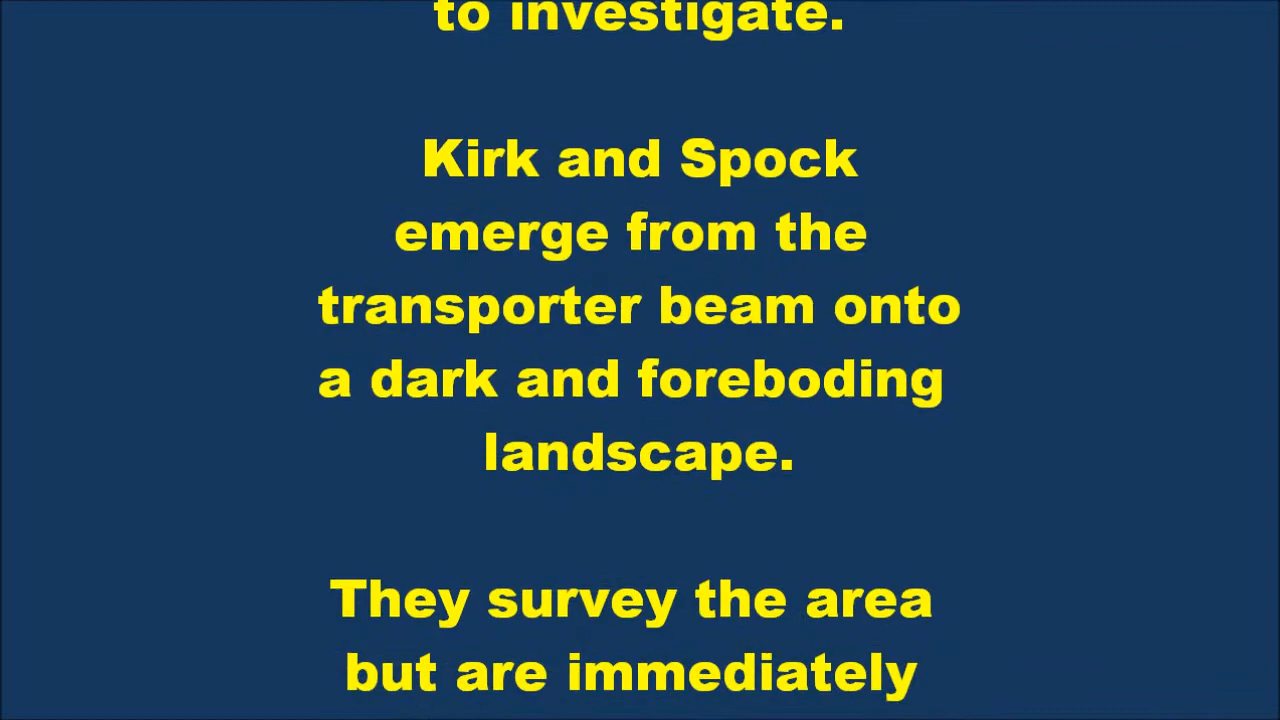 to investigate.
Kirk and Spock
emerge from the
transporter beam onto
a dark and foreboding
landscape.
They survey the area
but are immediately